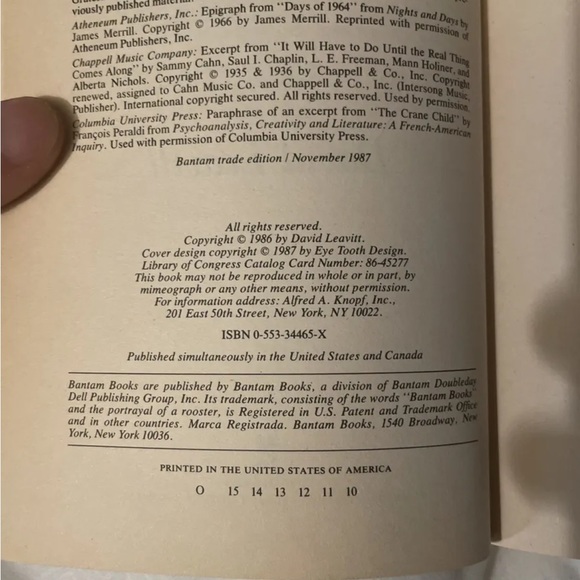 viously published material:
Atheneum Publishers, Inc.: Epigraph from "Days of 1964" from Nights and Days by
James Merrill. Copyright © 1966 by James Merrill. Reprinted with permission of
Atheneum Publishers, Inc.
Chappell Music Company: Excerpt from "It Will Have to Do Until the Real Thing
Comes Along" by Sammy Cahn, Saul I. Chaplin, L. E. Freeman, Mann Holiner, and
Alberta Nichols. Copyright © 1935 & 1936 by Chappell & Co., Inc. Copyright
renewed, assigned to Cahn Music Co. and Chappell & Co., Inc. (Intersong Music,
Publisher). International copyright secured. All rights reserved. Used by permission.
Columbia University Press: Paraphrase of an excerpt from "The Crane Child" by
François Peraldi from Psychoanalysis, Creativity and Literature: A French-American
Inquiry. Used with permission of Columbia University Press.
Bantam trade edition / November 1987
All rights reserved.
Copyright © 1986 by David Leavitt.
Cover design copyright © 1987 by Eye Tooth Design.
Library of Congress Catalog Card Number: 86-45277
This book may not be reproduced in whole or in part, by
mimeograph or any other means, without permission.
For information address: Alfred A. Knopf, Inc.,
201 East 50th Street, New York, NY 10022.
ISBN 0-553-34465-X
Published simultaneously in the United States and Canada
Bantam Books are published by Bantam Books, a division of Bantam Doubleday
Dell Publishing Group, Inc. Its trademark, consisting of the words "Bantam Books"
and the portrayal of a rooster, is Registered in U.S. Patent and Trademark Office
and in other countries. Marca Registrada. Bantam Books, 1540 Broadway, New
York, New York 10036.
PRINTED IN THE UNITED STATES OF AMERICA
O 15 14 13 12 11 10